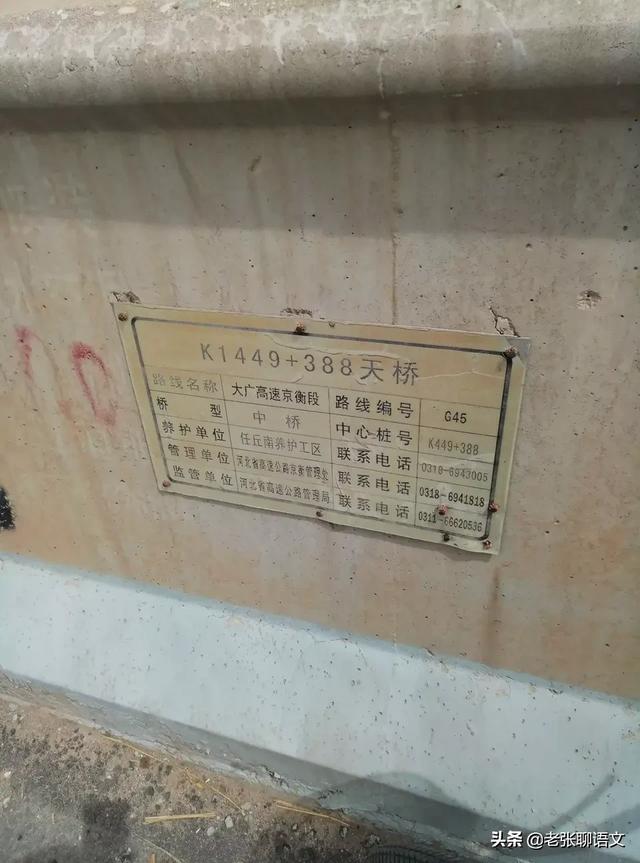 K1449+388天桥
路线名称 大广高速京衡段 路线编号 G45
桥型 中桥 中心桩号 K449+388
养护单位 任丘南养护工区 联系电话 0318-6943005
管理单位 河北省高速公路京衡管理处 联系电话 0318-6941818
监管单位 河北省高速公路管理局 联系电话 0311-66620536
头条 @老张聊语文